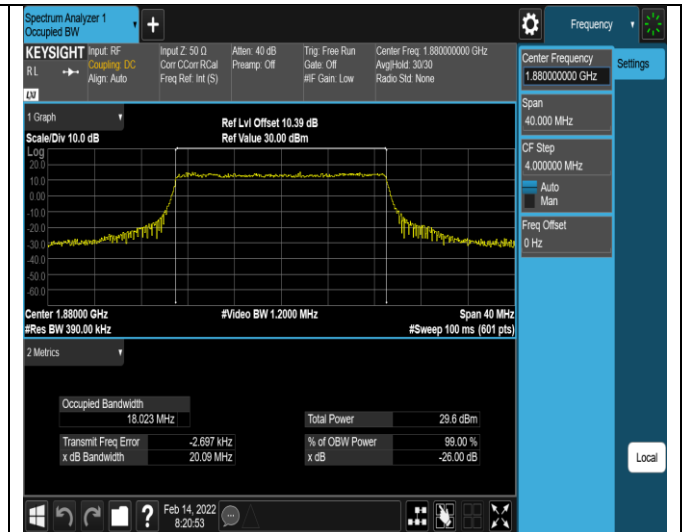 Spectrum Analyzer 1
Occupied BW
+
Frequency
KEYSIGHT
RL
LXI
Input: RF
Coupling: DC
Align: Auto
Input Z: 50 Ω
Corr CCorr RCal
Freq Ref: Int (S)
Atten: 40 dB
Preamp: Off
Trig: Free Run
Gate: Off
#IF Gain: Low
Center Freq: 1.880000000 GHz
Avg|Hold: 30/30
Radio Std: None
Center Frequency
1.880000000 GHz
Settings
Span
40.000 MHz
CF Step
4.000000 MHz
Auto
Man
Freq Offset
0 Hz
Local
1 Graph
Scale/Div 10.0 dB
Ref Lvl Offset 10.39 dB
Ref Value 30.00 dBm
Log
20.0
10.0
0.00
-10.0
-20.0
-30.0
-40.0
-50.0
-60.0
Center 1.88000 GHz
#Video BW 1.2000 MHz
Span 40 MHz
#Res BW 390.00 kHz
#Sweep 100 ms (601 pts)
2 Metrics
Occupied Bandwidth
18.023 MHz
Total Power 29.6 dBm
Transmit Freq Error -2.697 kHz
% of OBW Power 99.00 %
x dB Bandwidth 20.09 MHz
x dB -26.00 dB
?
Feb 14, 2022
8:20:53